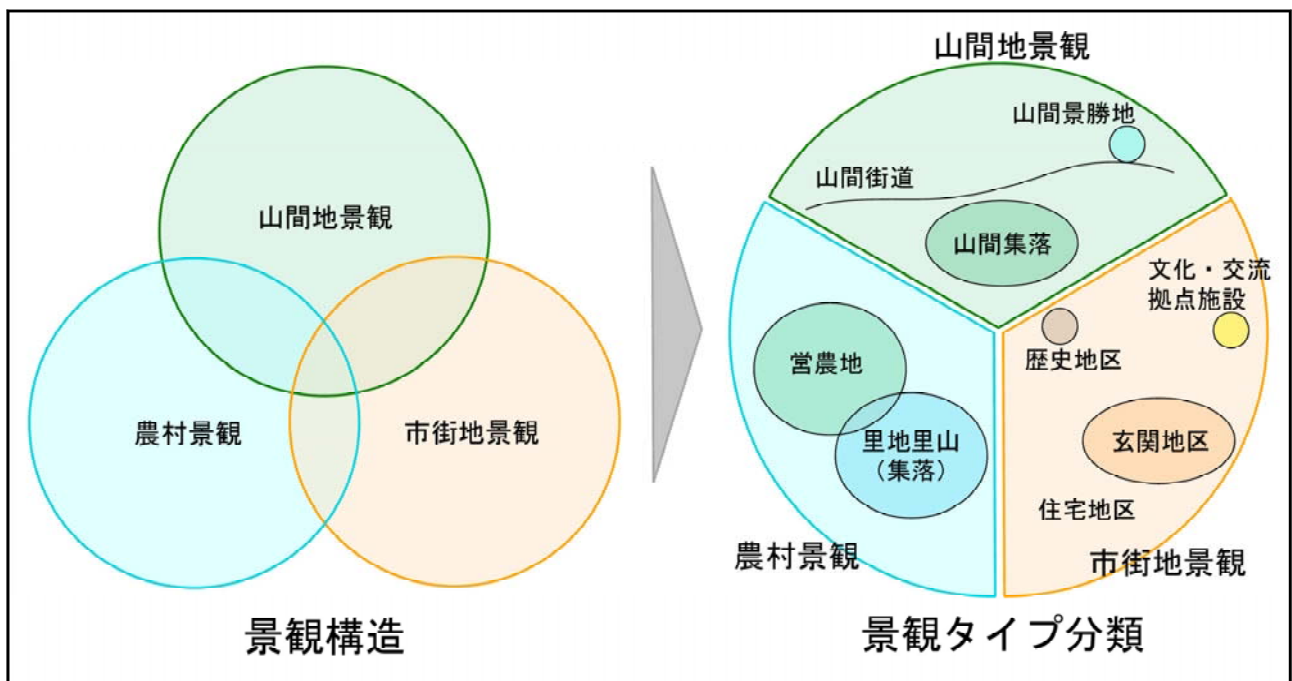 山間地景観
農村景観
市街地景観
景観構造
山間地景観
山間景勝地
山間街道
山間集落
文化・交流
拠点施設
歴史地区
営農地
里地里山
（集落）
玄関地区
住宅地区
農村景観
市街地景観
景観タイプ分類